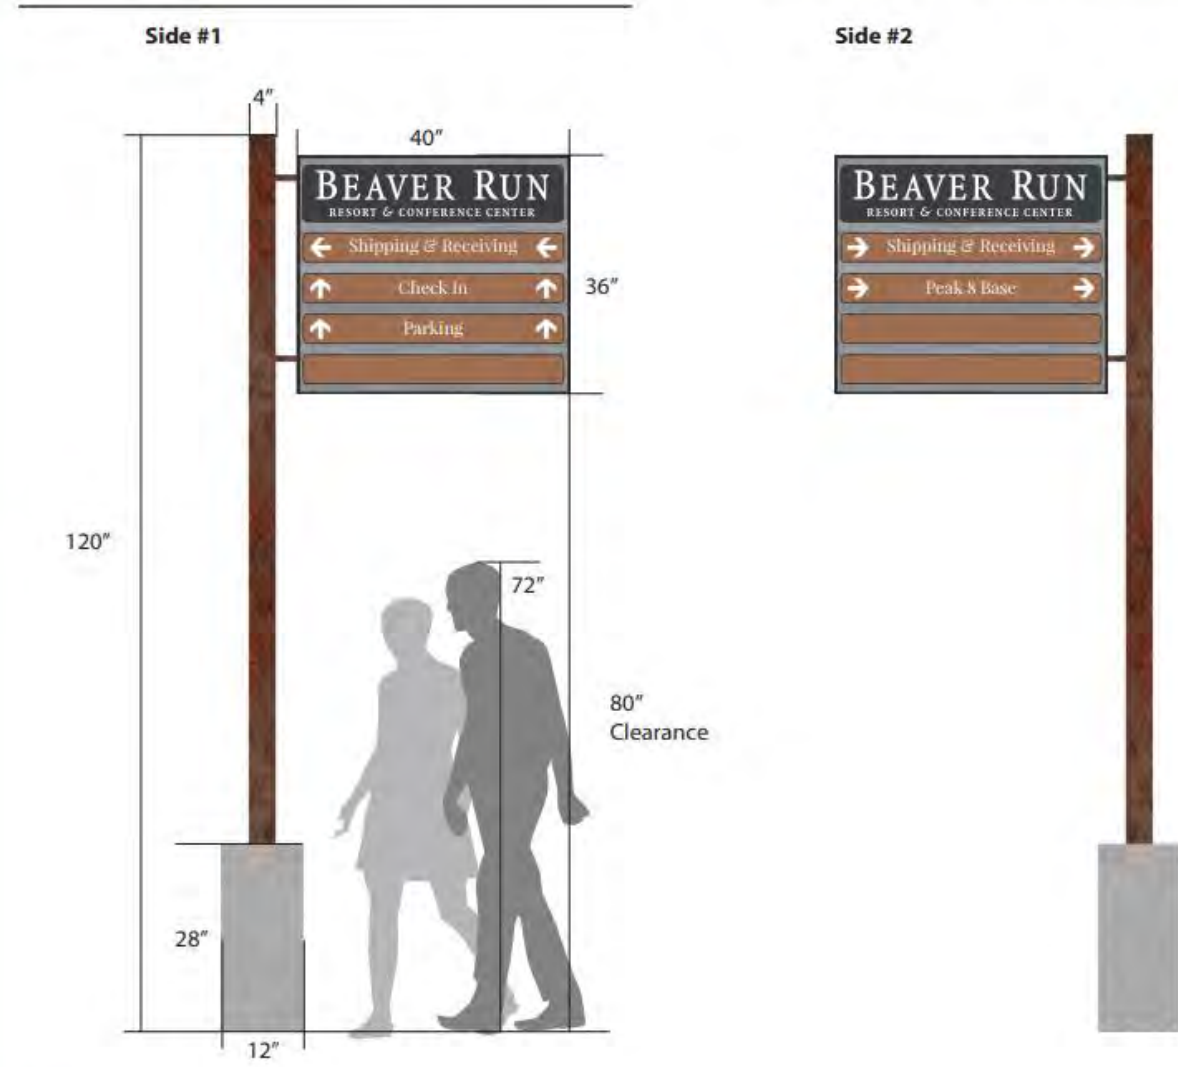 Side #1
4"
40"
BEAVER RUN
RESORT & CONFERENCE CENTER
← Shipping & Receiving ←
↑ Check In ↑
↑ Parking ↑
36"
120"
72"
80"
Clearance
28"
12"
Side #2
BEAVER RUN
RESORT & CONFERENCE CENTER
→ Shipping & Receiving →
→ Peak 8 Base →